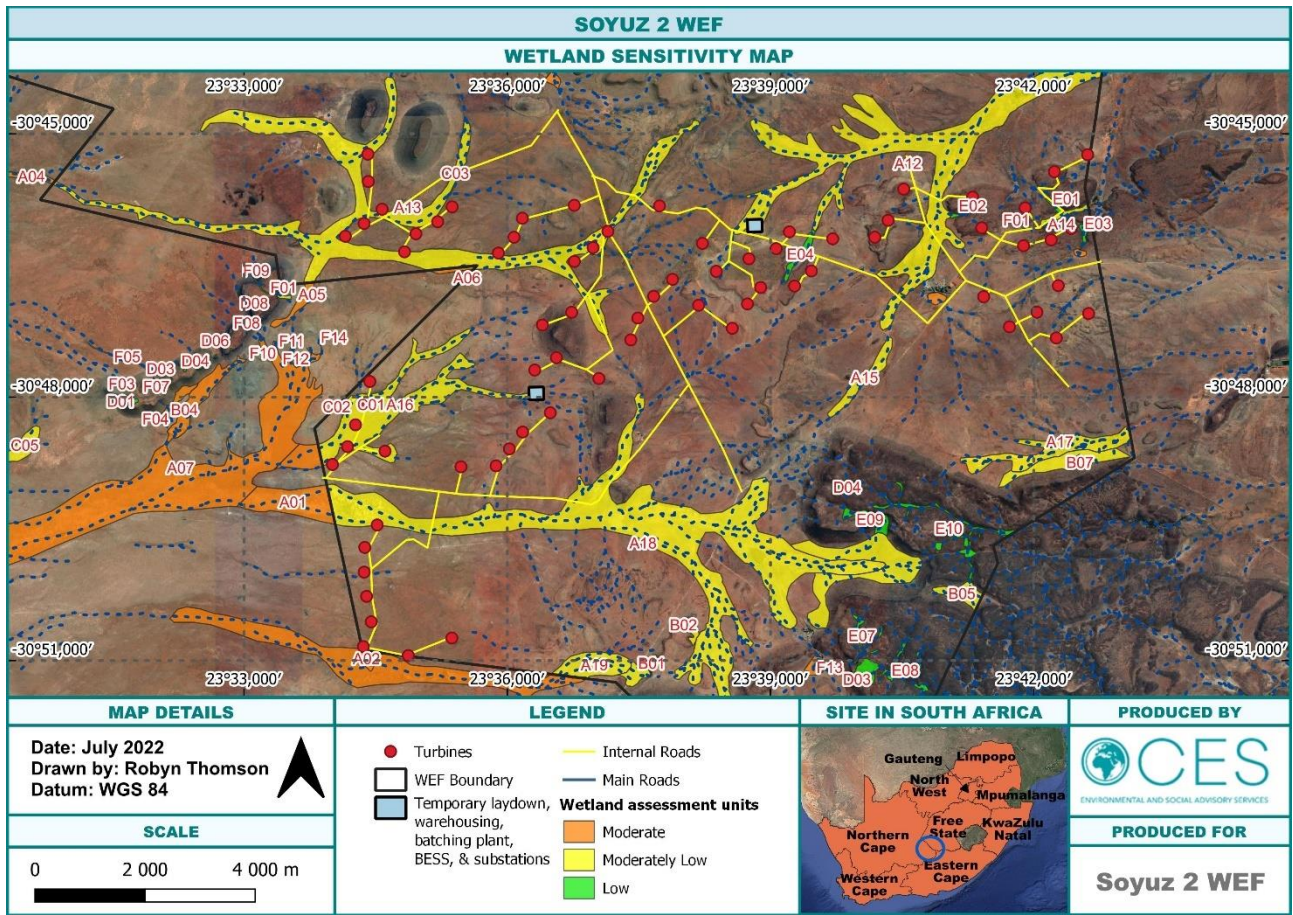 SOYUZ 2 WEF
WETLAND SENSITIVITY MAP
23°33,000′ 23°36,000′ 23°39,000′ 23°42,000′
-30°45,000′ -30°45,000′
A04
C03
A13
A12
E02
E01
F01
A14
E03
E04
A06
F09
F01
A05
D08
F08
D06
F11
F14
F10
F12
F05
D03
D04
F03
F07
D01
B04
F04
-30°48,000′ -30°48,000′
C02
C01
A16
A15
C05
A07
A17
B07
A01
D04
E09
E10
A18
B05
B02
E07
A02
A19
F13
D03
E08
-30°51,000′ -30°51,000′
23°33,000′ 23°36,000′ 23°39,000′ 23°42,000′
MAP DETAILS
Date: July 2022
Drawn by: Robyn Thomson
Datum: WGS 84
SCALE
0 2 000 4 000 m
LEGEND
Turbines
WEF Boundary
Temporary laydown,
warehousing,
batching plant,
BESS, & substations
Internal Roads
Main Roads
Wetland assessment units
Moderate
Moderately Low
Low
SITE IN SOUTH AFRICA
Gauteng
Limpopo
North
West
Mpumalanga
Free
State
KwaZulu
Natal
Northern
Cape
Eastern
Cape
Western
Cape
PRODUCED BY
CES
ENVIRONMENTAL AND SOCIAL ADVISORY SERVICES
PRODUCED FOR
Soyuz 2 WEF